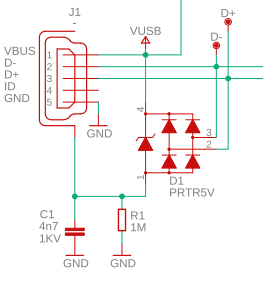 J1
-
D+
VUSB
D-
VBUS
D-
D+
ID
GND
1
2
3
4
5
GND
4
3
2
1
D1
PRTR5V
C1
4n7
1KV
R1
1M
GND
GND